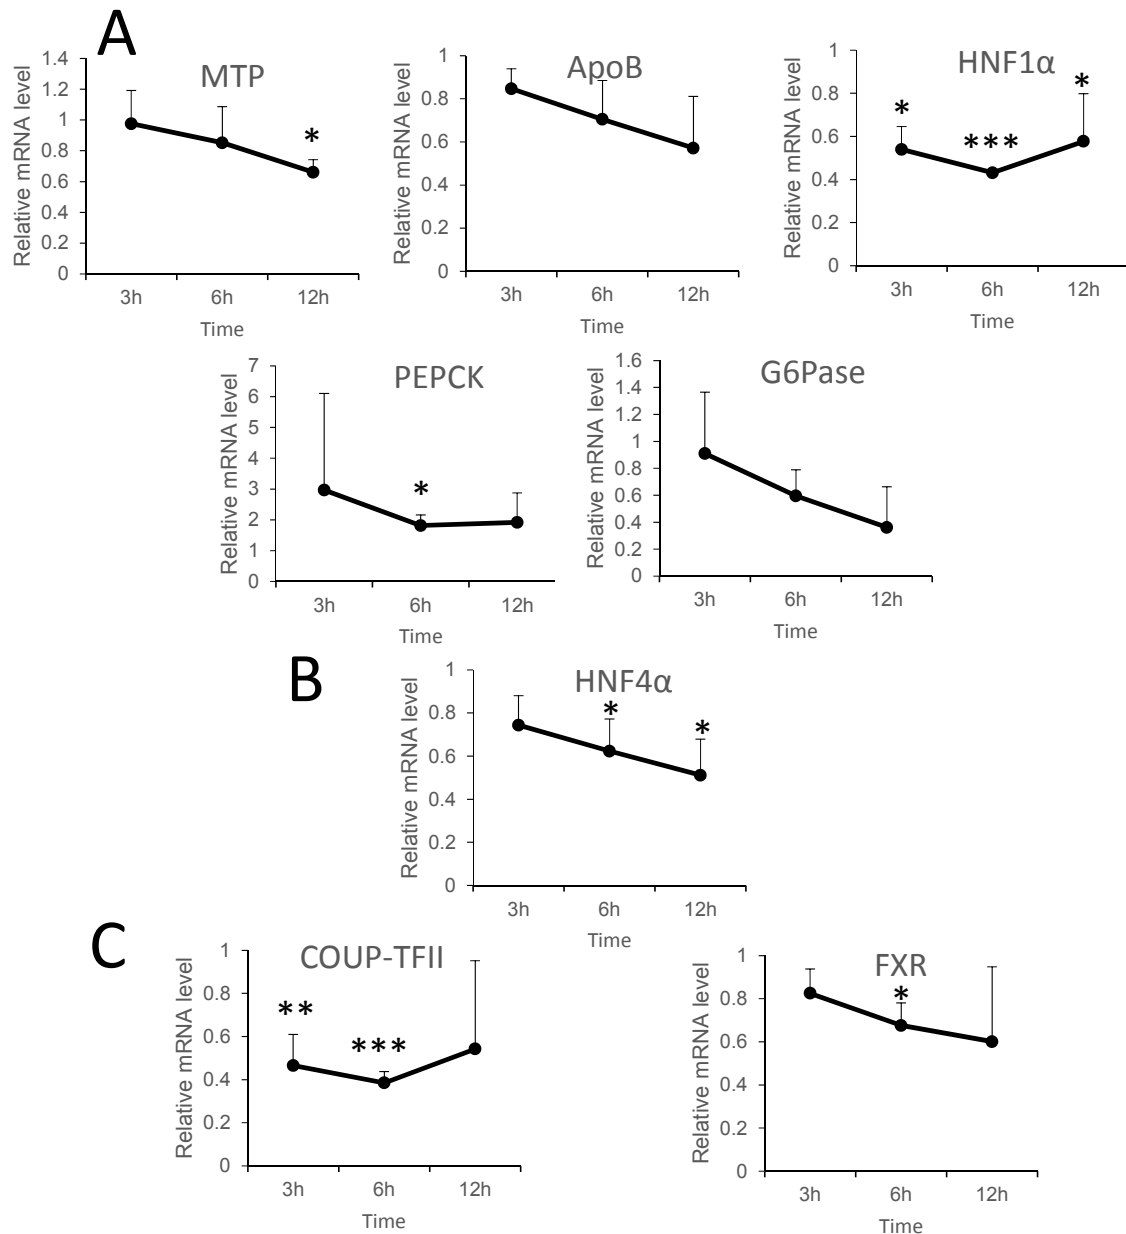 A
MTP
Relative mRNA level
1.4
1.2
1
0.8
0.6
0.4
0.2
0
*
3h 6h 12h
Time
ApoB
Relative mRNA level
1
0.8
0.6
0.4
0.2
0
3h 6h 12h
Time
HNF1α
Relative mRNA level
1
0.8
0.6
0.4
0.2
0
* *** *
3h 6h 12h
Time
PEPCK
Relative mRNA level
7
6
5
4
3
2
1
0
*
3h 6h 12h
Time
G6Pase
Relative mRNA level
1.6
1.4
1.2
1
0.8
0.6
0.4
0.2
0
3h 6h 12h
Time
B
HNF4α
Relative mRNA level
1
0.8
0.6
0.4
0.2
0
* *
3h 6h 12h
Time
C
COUP-TFII
Relative mRNA level
1
0.8
0.6
0.4
0.2
0
** ***
3h 6h 12h
Time
FXR
Relative mRNA level
1
0.8
0.6
0.4
0.2
0
*
3h 6h 12h
Time